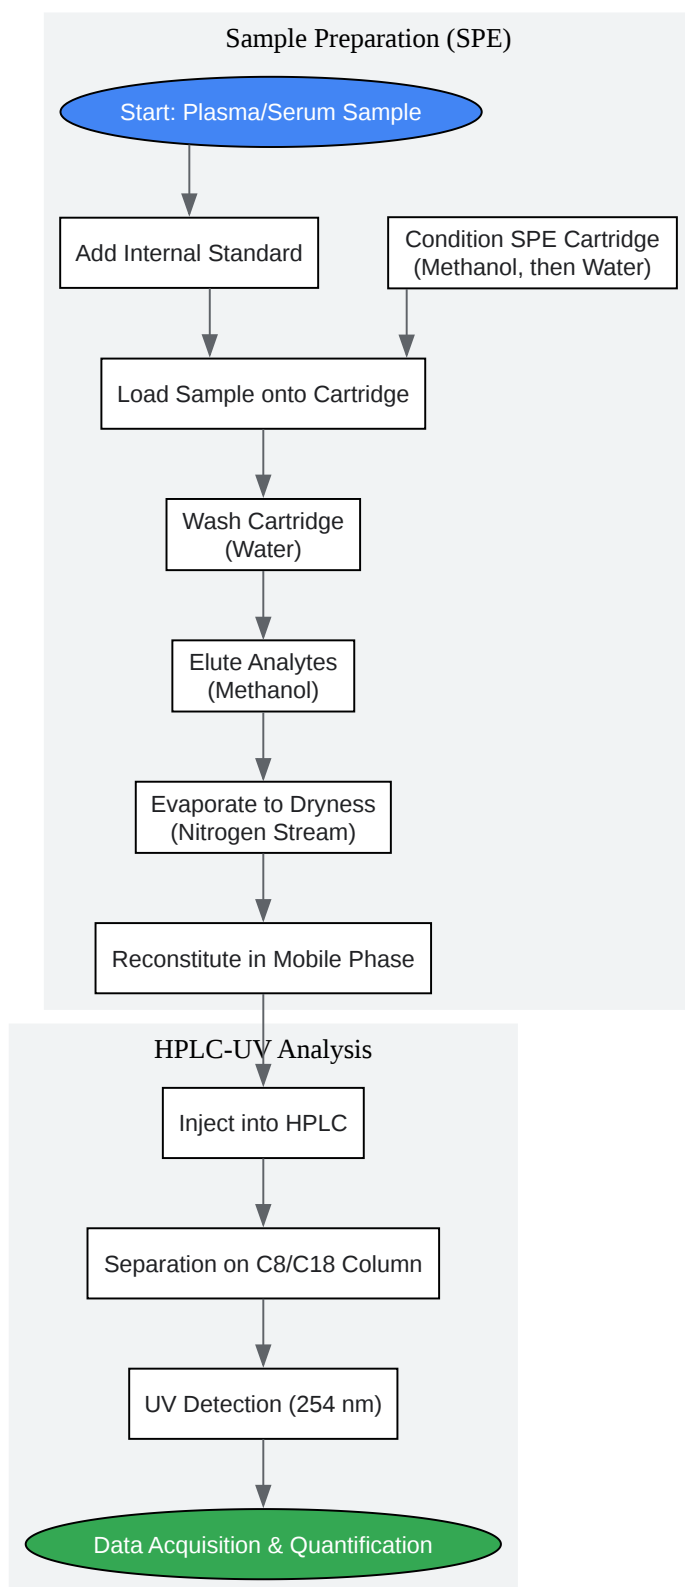 Sample Preparation (SPE)
Start: Plasma/Serum Sample
Add Internal Standard
Condition SPE Cartridge
(Methanol, then Water)
Load Sample onto Cartridge
Wash Cartridge
(Water)
Elute Analytes
(Methanol)
Evaporate to Dryness
(Nitrogen Stream)
Reconstitute in Mobile Phase
HPLC-UV Analysis
Inject into HPLC
Separation on C8/C18 Column
UV Detection (254 nm)
Data Acquisition & Quantification